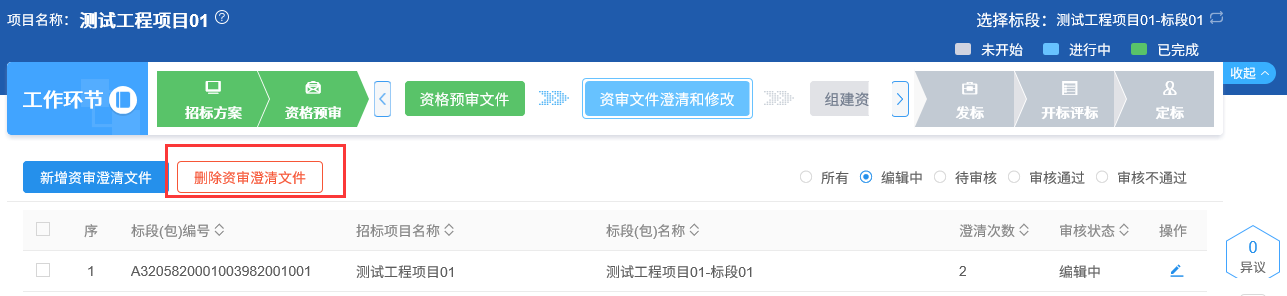 项目名称： 测试工程项目01
选择标段： 测试工程项目01-标段01
未开始 进行中 已完成
收起
工作环节
招标方案
资格预审
资格预审文件
资审文件澄清和修改
组建资
发标
开标评标
定标
新增资审澄清文件
删除资审澄清文件
所有 编辑中 待审核 审核通过 审核不通过
序 标段(包)编号 招标项目名称 标段(包)名称 澄清次数 审核状态 操作
1 A3205820001003982001001 测试工程项目01 测试工程项目01-标段01 2 编辑中
0
异议